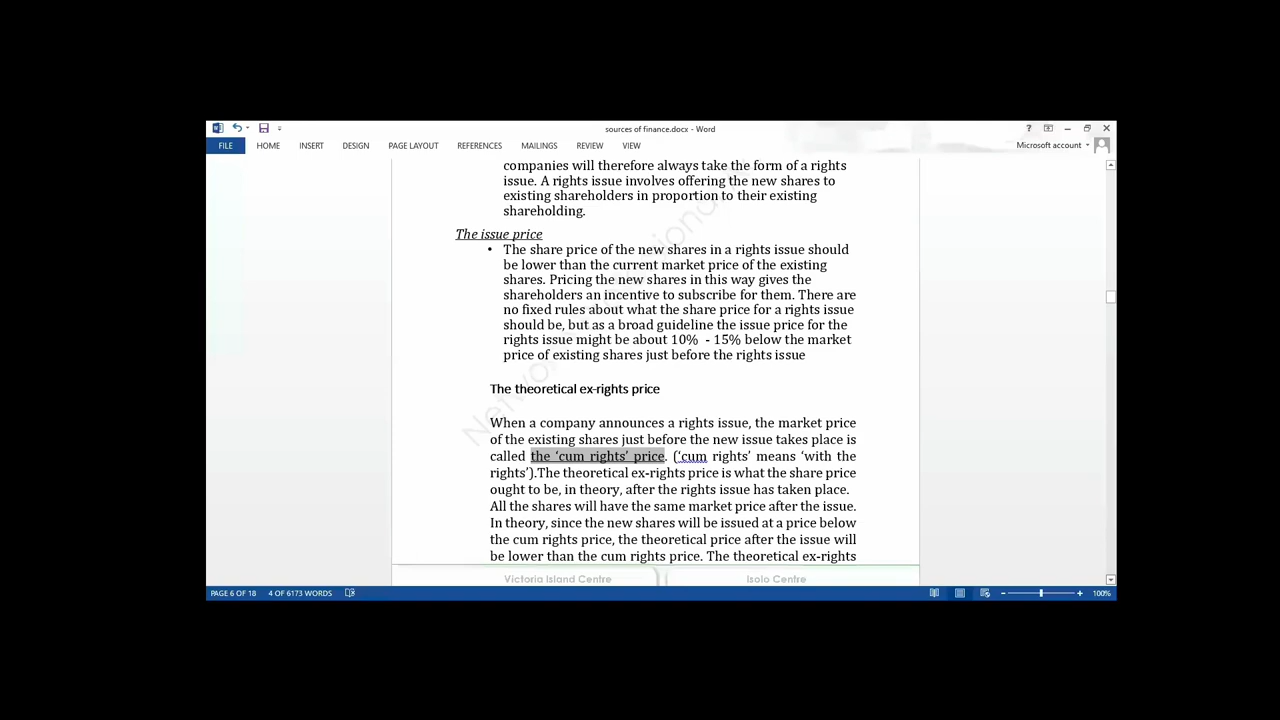 sources of finance.docx - Word
FILE HOME INSERT DESIGN PAGE LAYOUT REFERENCES MAILINGS REVIEW VIEW Microsoft account
companies will therefore always take the form of a rights
issue. A rights issue involves offering the new shares to
existing shareholders in proportion to their existing
shareholding.
The issue price
• The share price of the new shares in a rights issue should
be lower than the current market price of the existing
shares. Pricing the new shares in this way gives the
shareholders an incentive to subscribe for them. There are
no fixed rules about what the share price for a rights issue
should be, but as a broad guideline the issue price for the
rights issue might be about 10%  - 15% below the market
price of existing shares just before the rights issue
The theoretical ex-rights price
When a company announces a rights issue, the market price
of the existing shares just before the new issue takes place is
called the ‘cum rights’ price. (‘cum rights’ means ‘with the
rights’).The theoretical ex-rights price is what the share price
ought to be, in theory, after the rights issue has taken place.
All the shares will have the same market price after the issue.
In theory, since the new shares will be issued at a price below
the cum rights price, the theoretical price after the issue will
be lower than the cum rights price. The theoretical ex-rights
Victoria Island Centre Isolo Centre
PAGE 6 OF 18 4 OF 6173 WORDS 100%